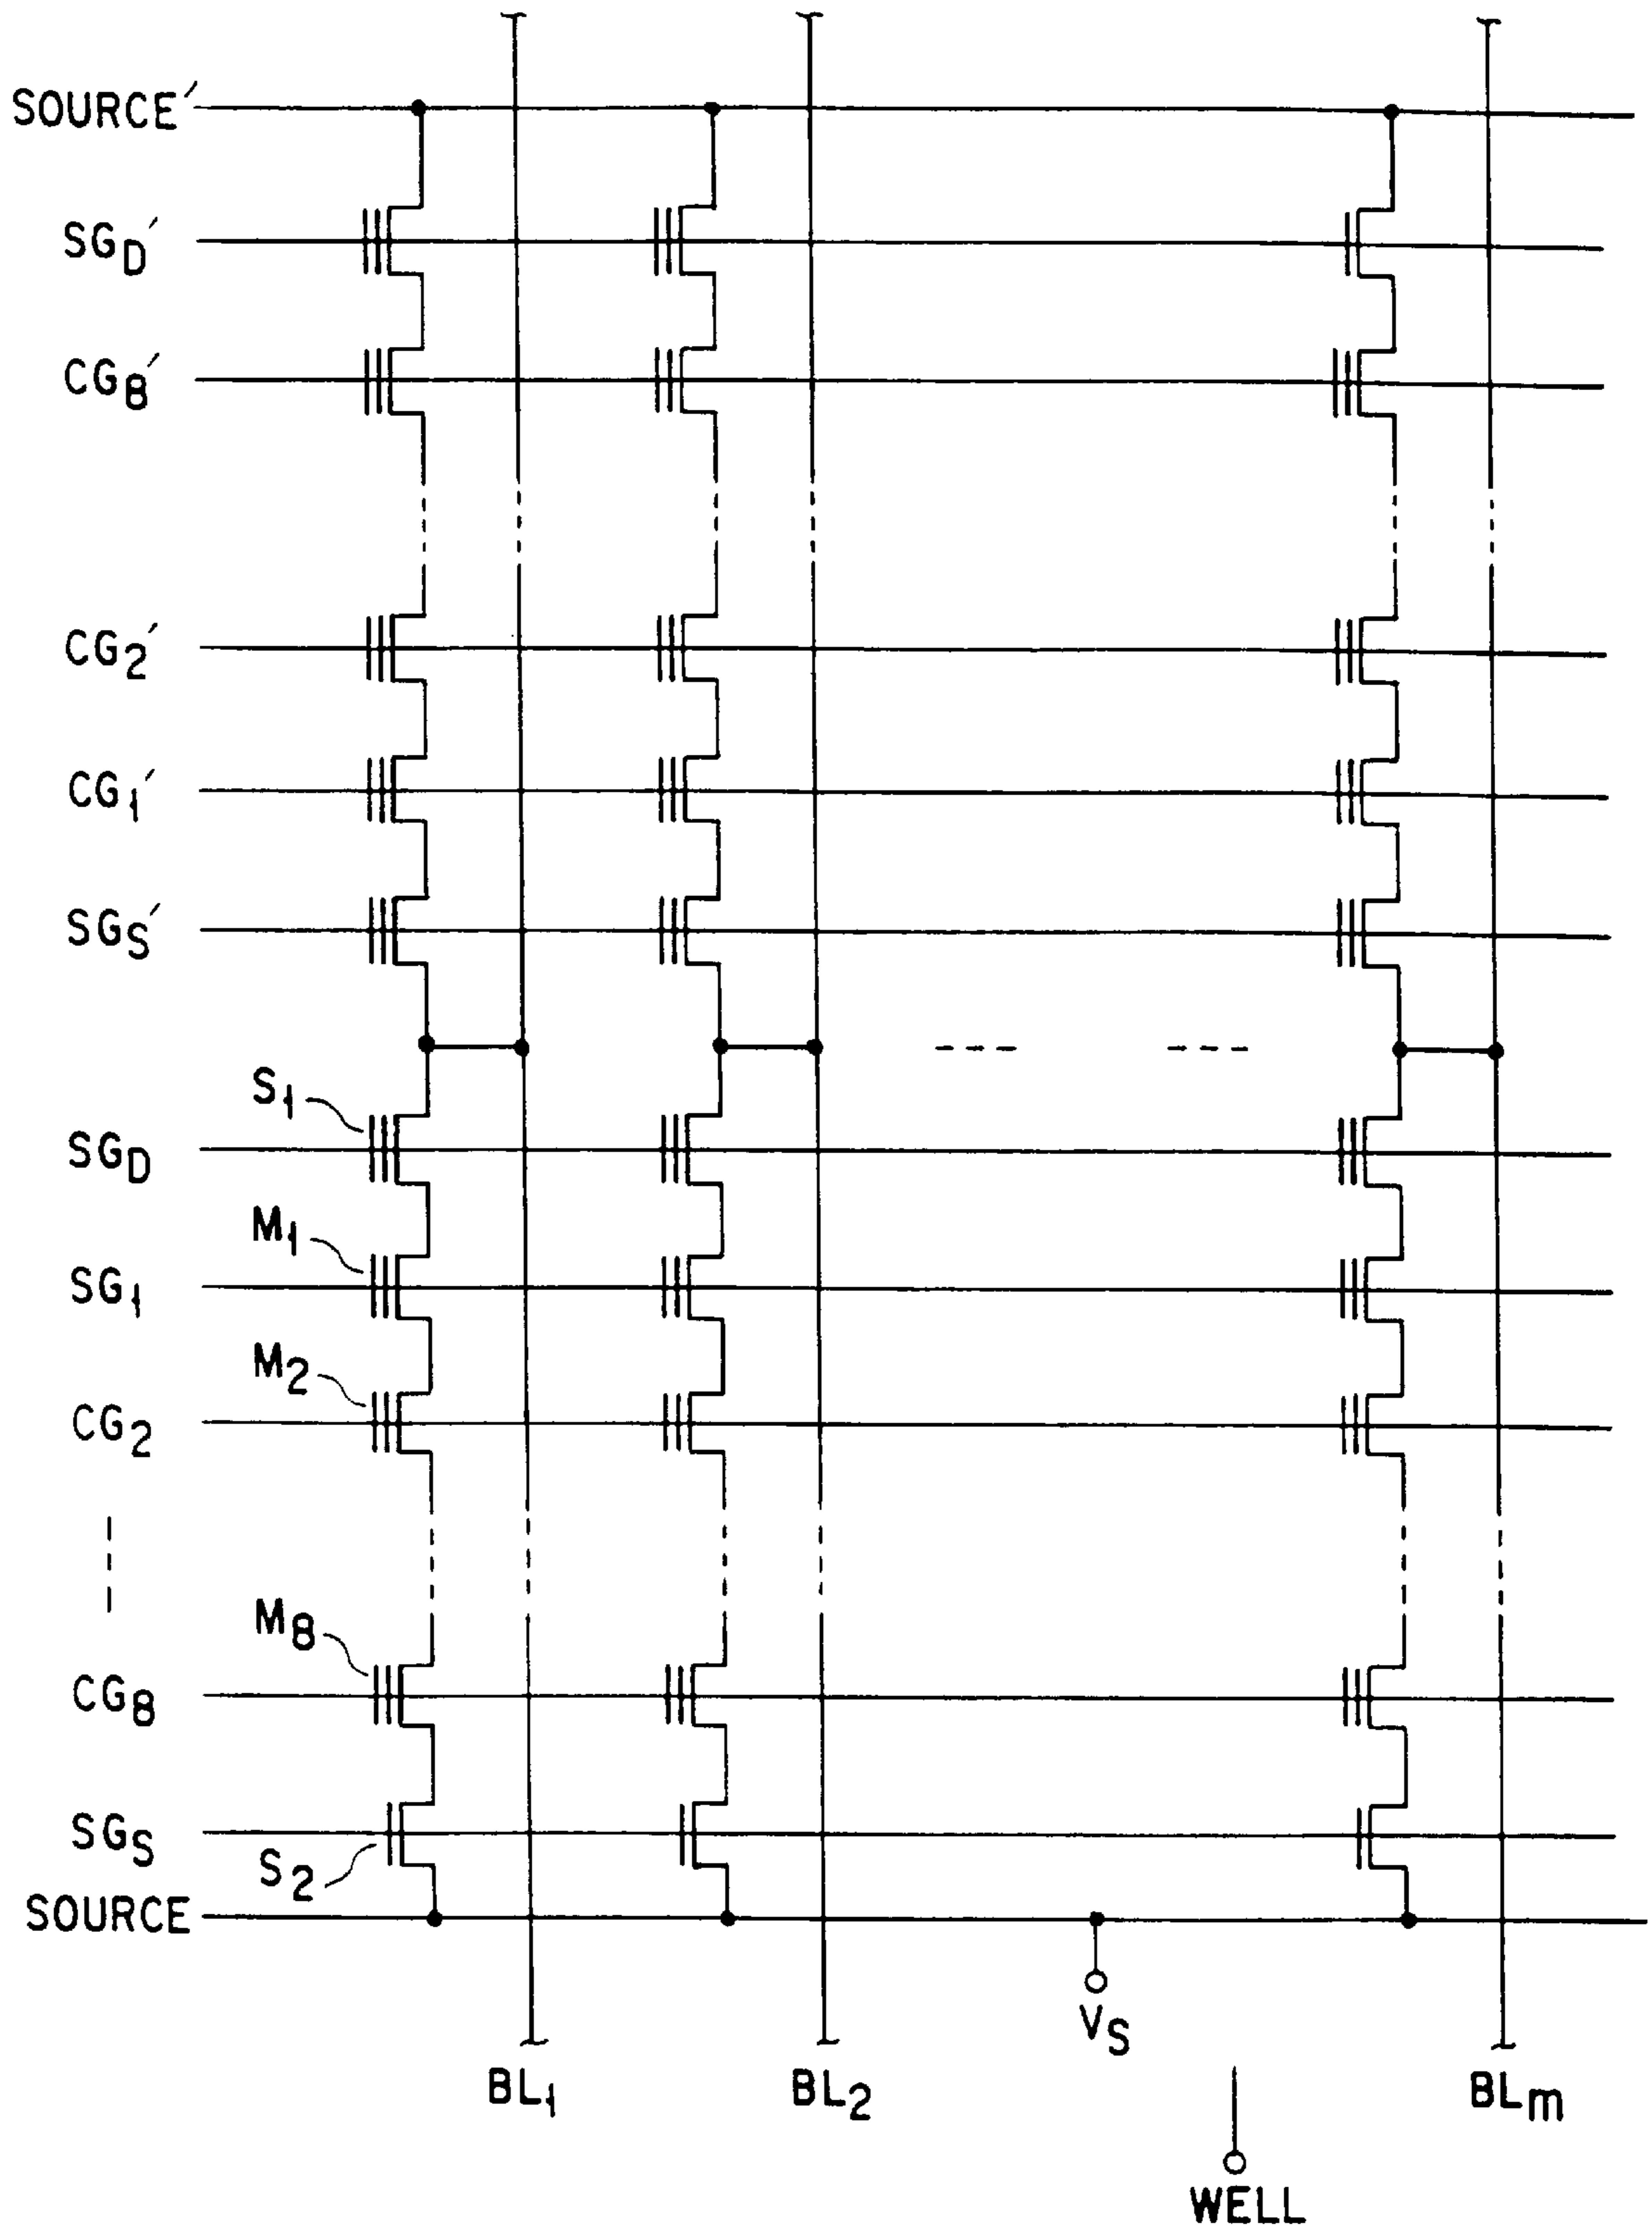 SOURCE′
SG_D′
CG_8′
CG_2′
CG_1′
SG_S′
S_1
SG_D
M_1
SG_1
M_2
CG_2
M_8
CG_8
SG_S
S_2
SOURCE
V_S
BL_1 BL_2 BL_m
WELL